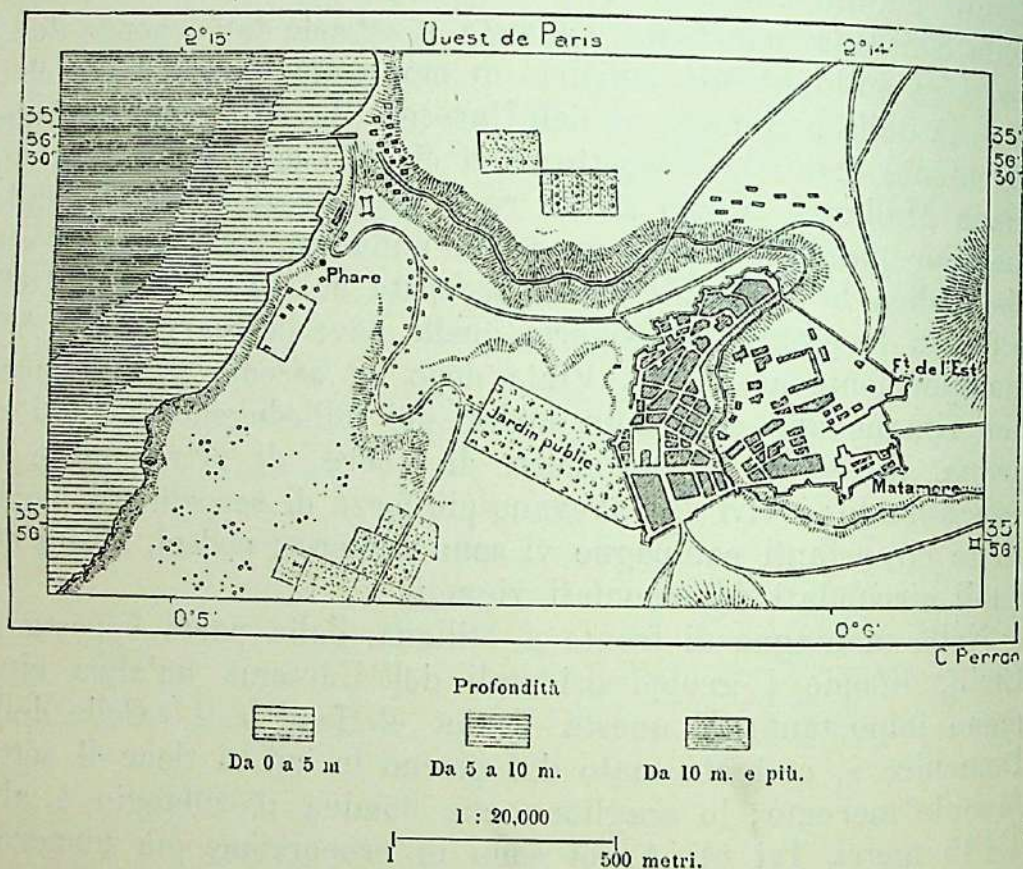 2°15'
Ouest de Paris
2°14'
35°
56'
30"
35°
56'
30"
Phare
Ft. de l'Est
Jardin public
Matamore
35°
56'
35°
56'
0°5'
0°6'
C Perron
Profondità
Da 0 a 5 m
Da 5 a 10 m.
Da 10 m. e più.
1 : 20,000
1 500 metri.